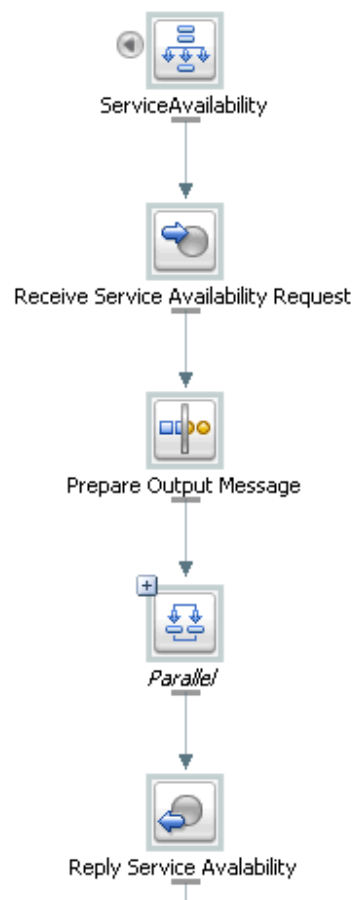 ServiceAvailability
Receive Service Availability Request
Prepare Output Message
Parallel
Reply Service Avalability